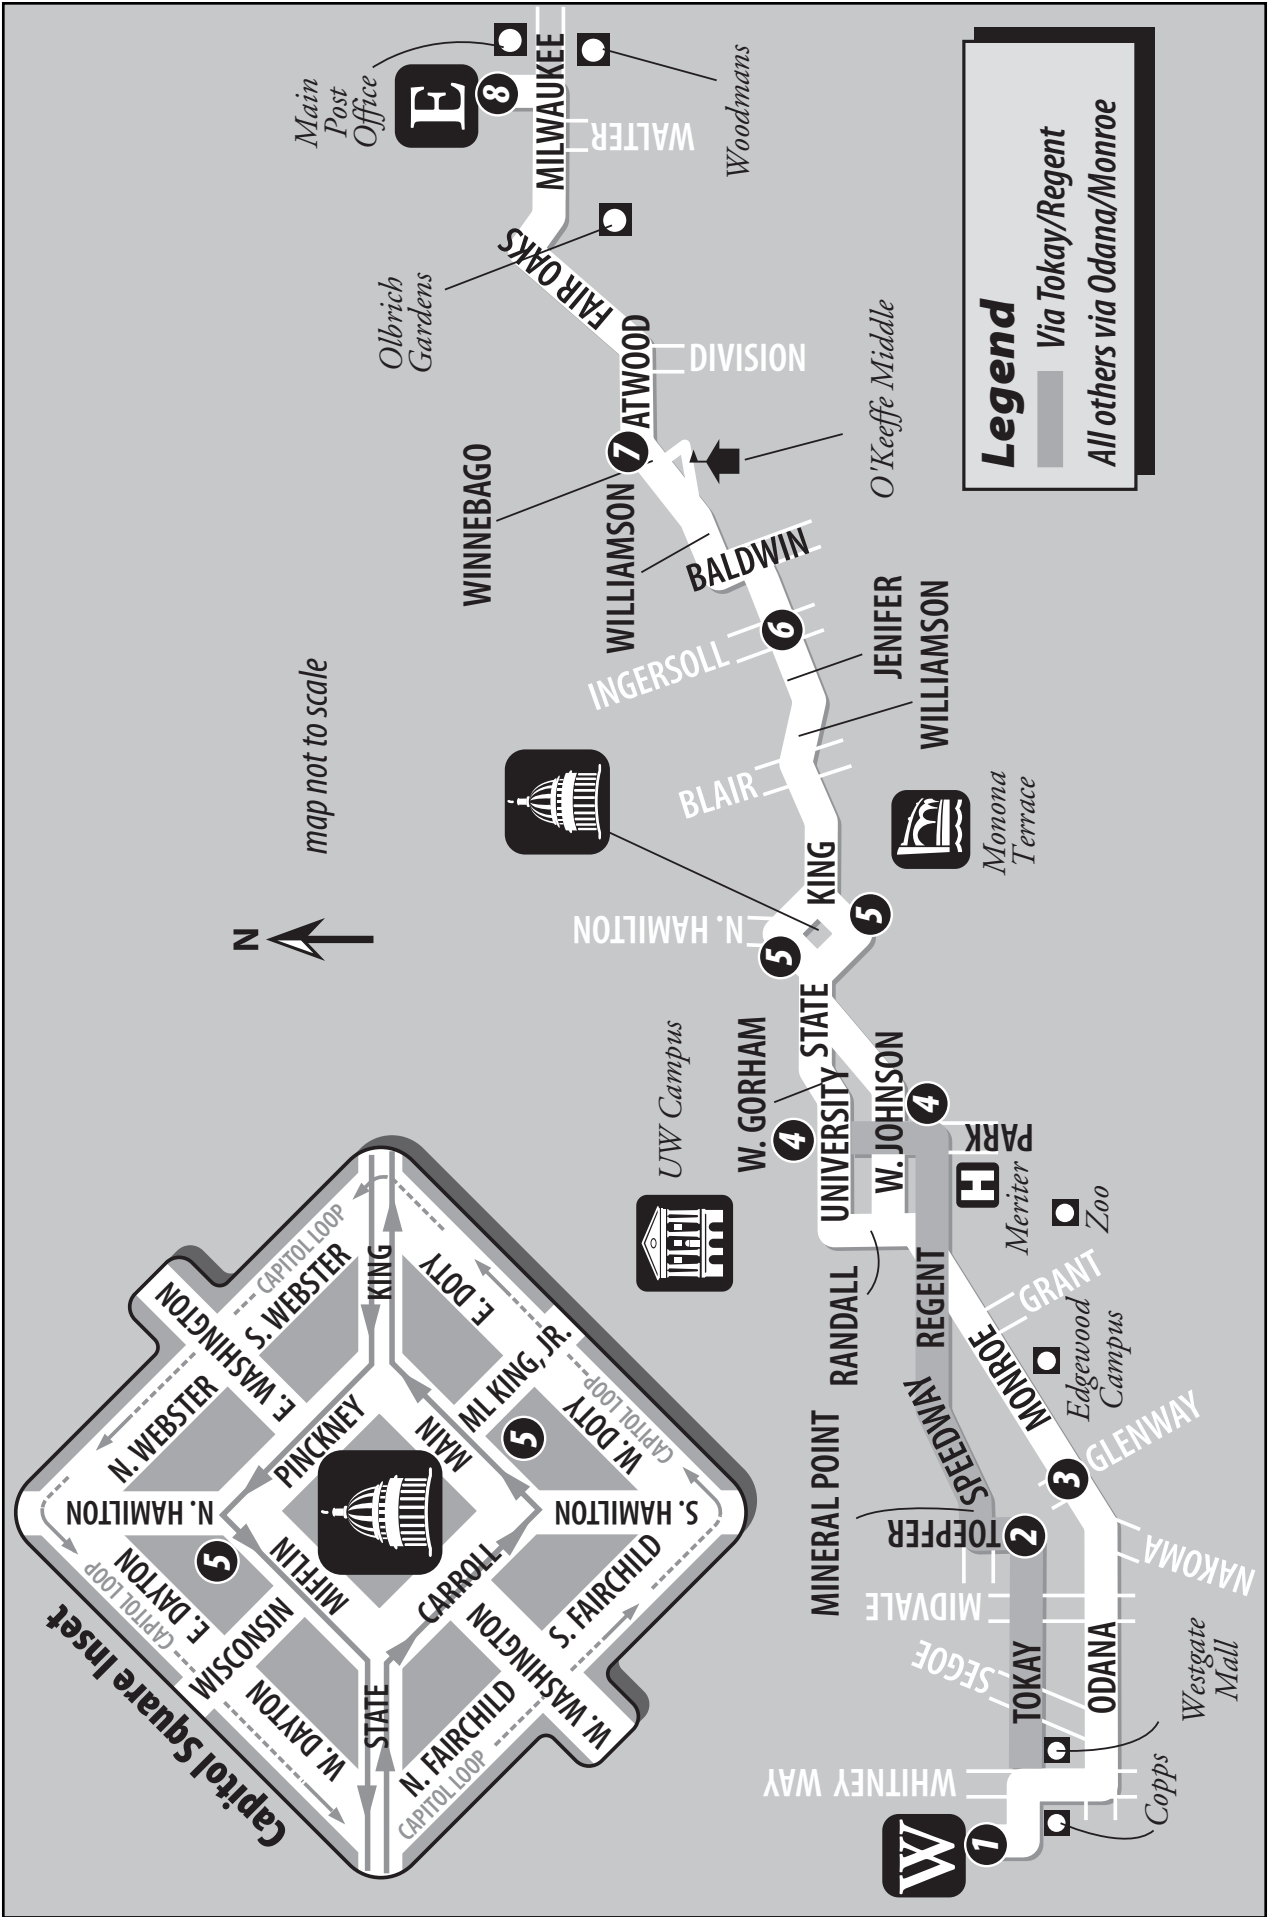 Capitol Square Inset
CAPITOL LOOP
E. DAYTON
N. HAMILTON
N. WEBSTER
E. WASHINGTON
S. WEBSTER
CAPITOL LOOP
WISCONSIN
5
MIFFLIN
PINCKNEY
W. DAYTON
STATE
KING
N. FAIRCHILD
CAPITOL LOOP
CARROLL
MAIN
E. DOTY
W. WASHINGTON
S. FAIRCHILD
S. HAMILTON
5
ML KING, JR.
W. DOTY
CAPITOL LOOP
N
map not to scale
Main
Post
Office
E
8
MILWAUKEE
WALTER
Woodmans
Olbrich
Gardens
FAIR OAKS
ATWOOD
DIVISION
7
WINNEBAGO
WILLIAMSON
O'Keeffe Middle
BALDWIN
6
INGERSOLL
JENIFER
WILLIAMSON
BLAIR
Monona
Terrace
KING
N. HAMILTON
5
5
STATE
UW Campus
W. GORHAM
4
UNIVERSITY
W. JOHNSON
4
PARK
H
Meriter
Zoo
RANDALL
REGENT
GRANT
MONROE
Edgewood
Campus
SPEEDWAY
MINERAL POINT
GLENWAY
3
TOEPFER
2
NAKOMA
MIDVALE
SEGOE
TOKAY
ODANA
Westgate
Mall
WHITNEY WAY
W
1
Copps
Legend
Via Tokay/Regent
All others via Odana/Monroe